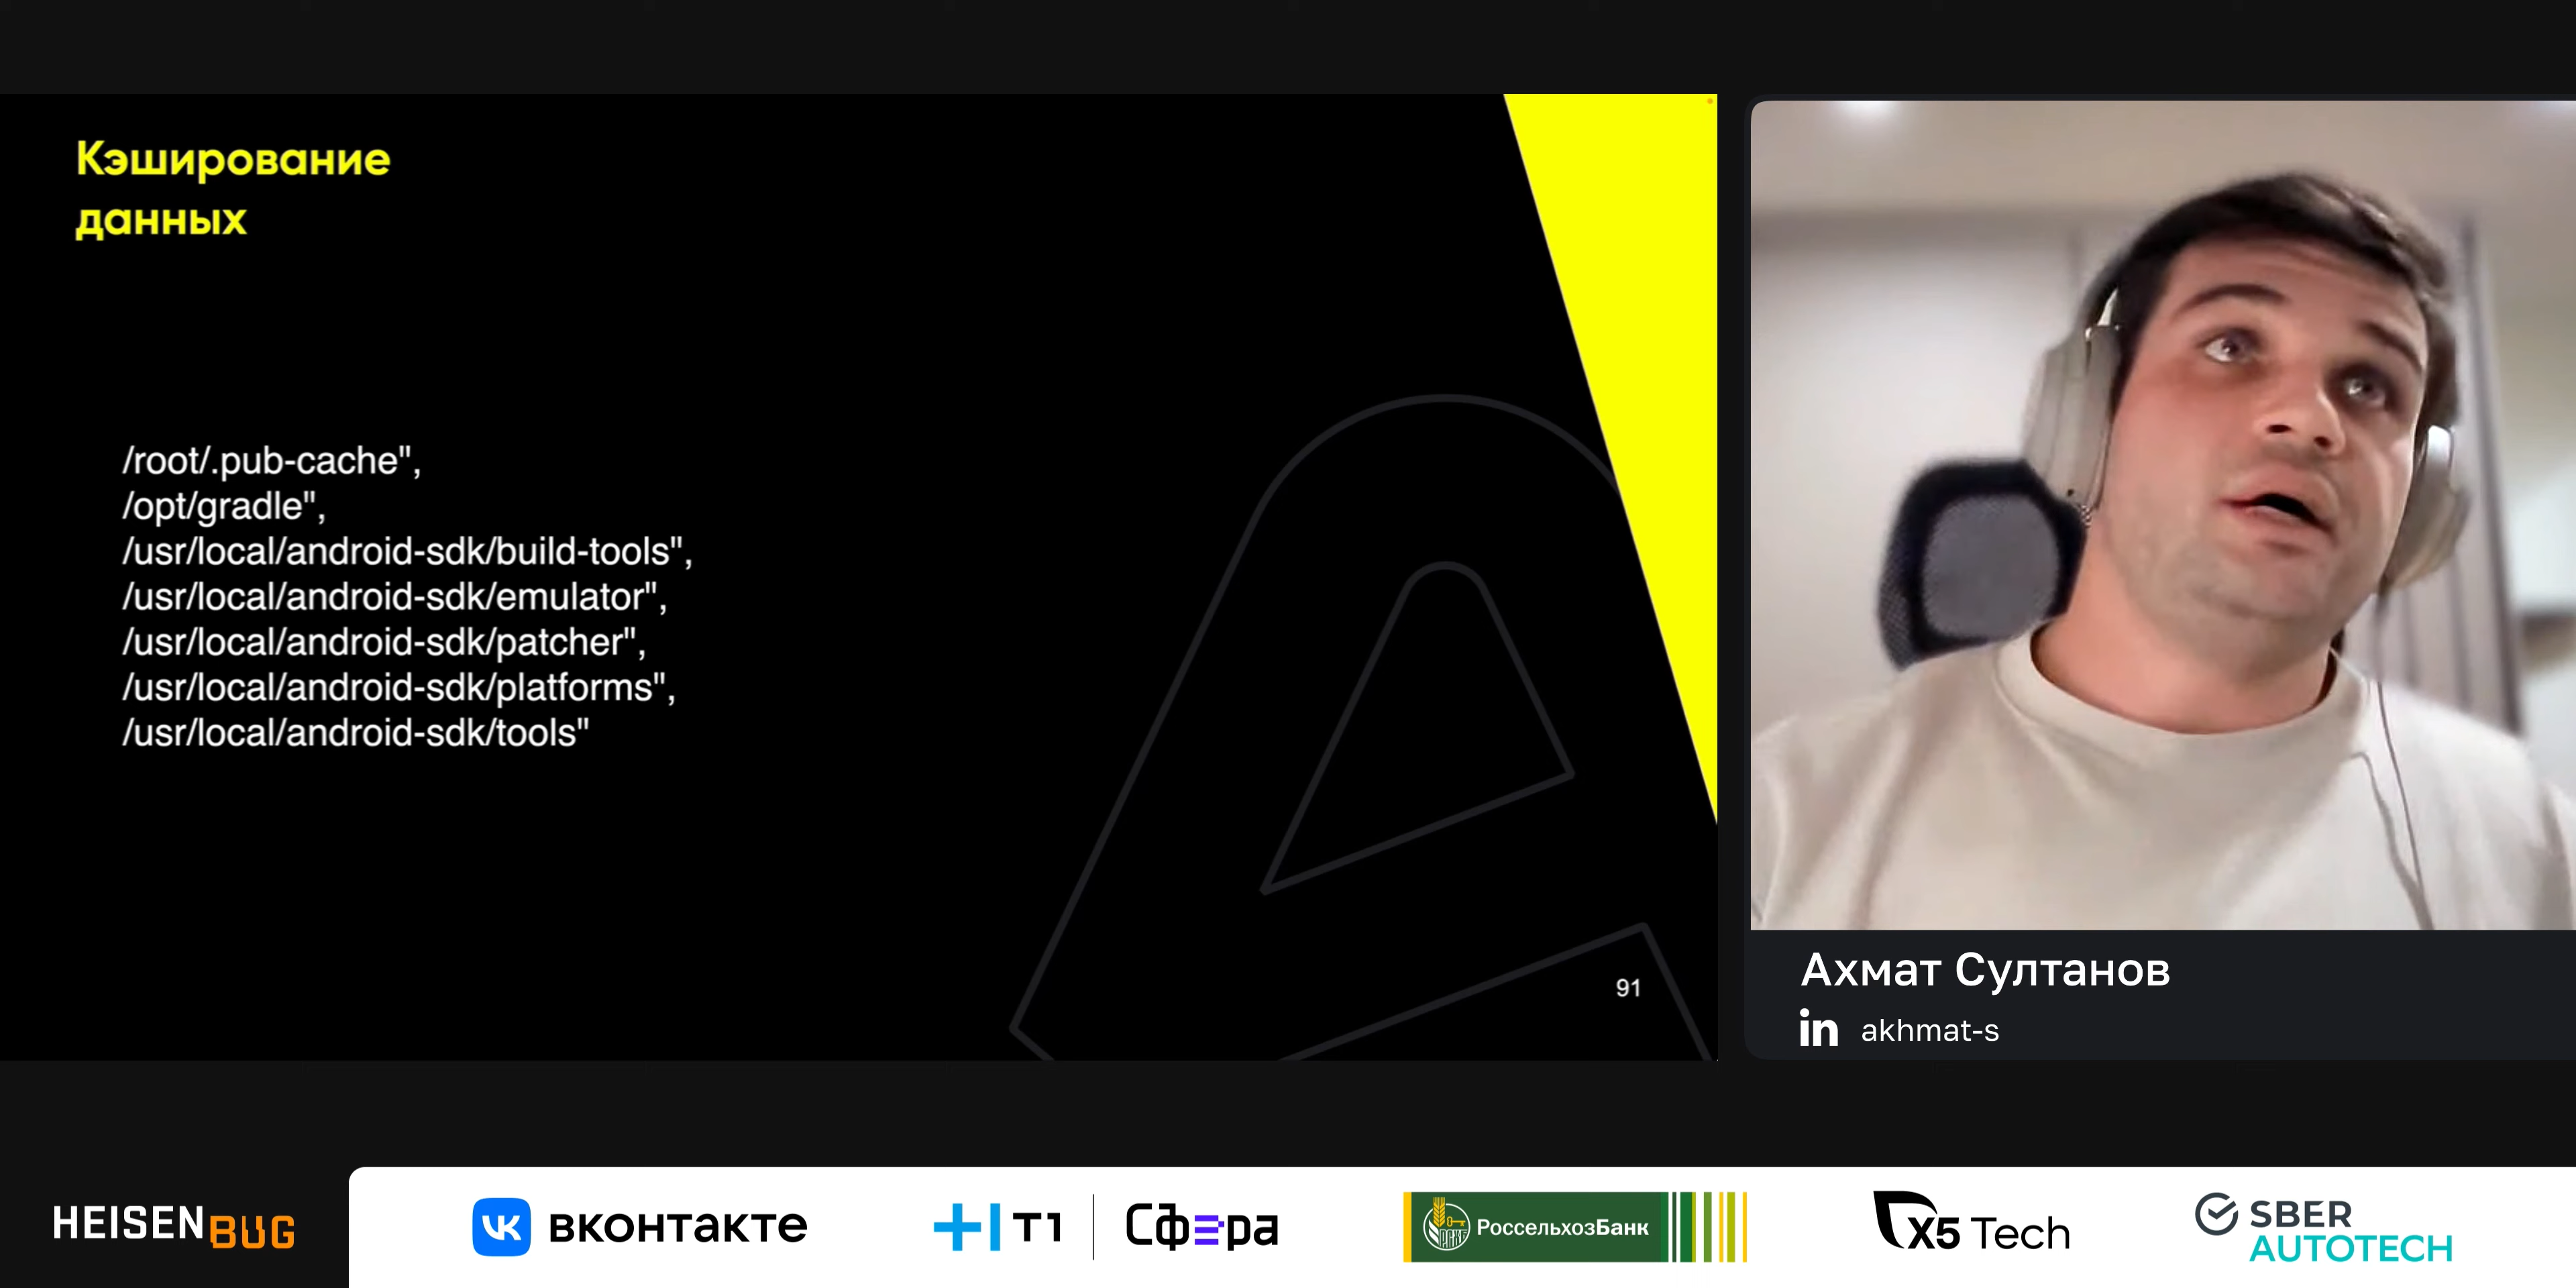 Кэширование
данных
/root/.pub-cache",
/opt/gradle",
/usr/local/android-sdk/build-tools",
/usr/local/android-sdk/emulator",
/usr/local/android-sdk/patcher",
/usr/local/android-sdk/platforms",
/usr/local/android-sdk/tools"
91
Ахмат Султанов
in akhmat-s
HEISENBUG
VK ВКОНТАКТЕ
Т1
Сфера
РоссельхозБанк
X5 Tech
SBER
AUTOTECH